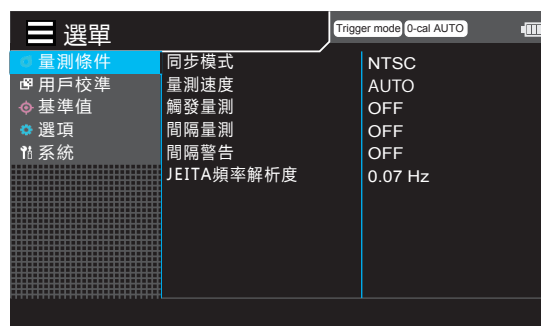 選單
Trigger mode 0-cal AUTO
量測條件
用戶校準
基準值
選項
系統
同步模式 NTSC
量測速度 AUTO
觸發量測 OFF
間隔量測 OFF
間隔警告 OFF
JEITA頻率解析度 0.07 Hz